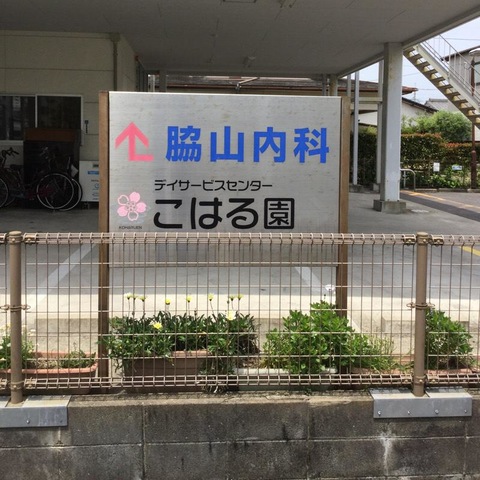 脇山内科
デイサービスセンター
こはる園